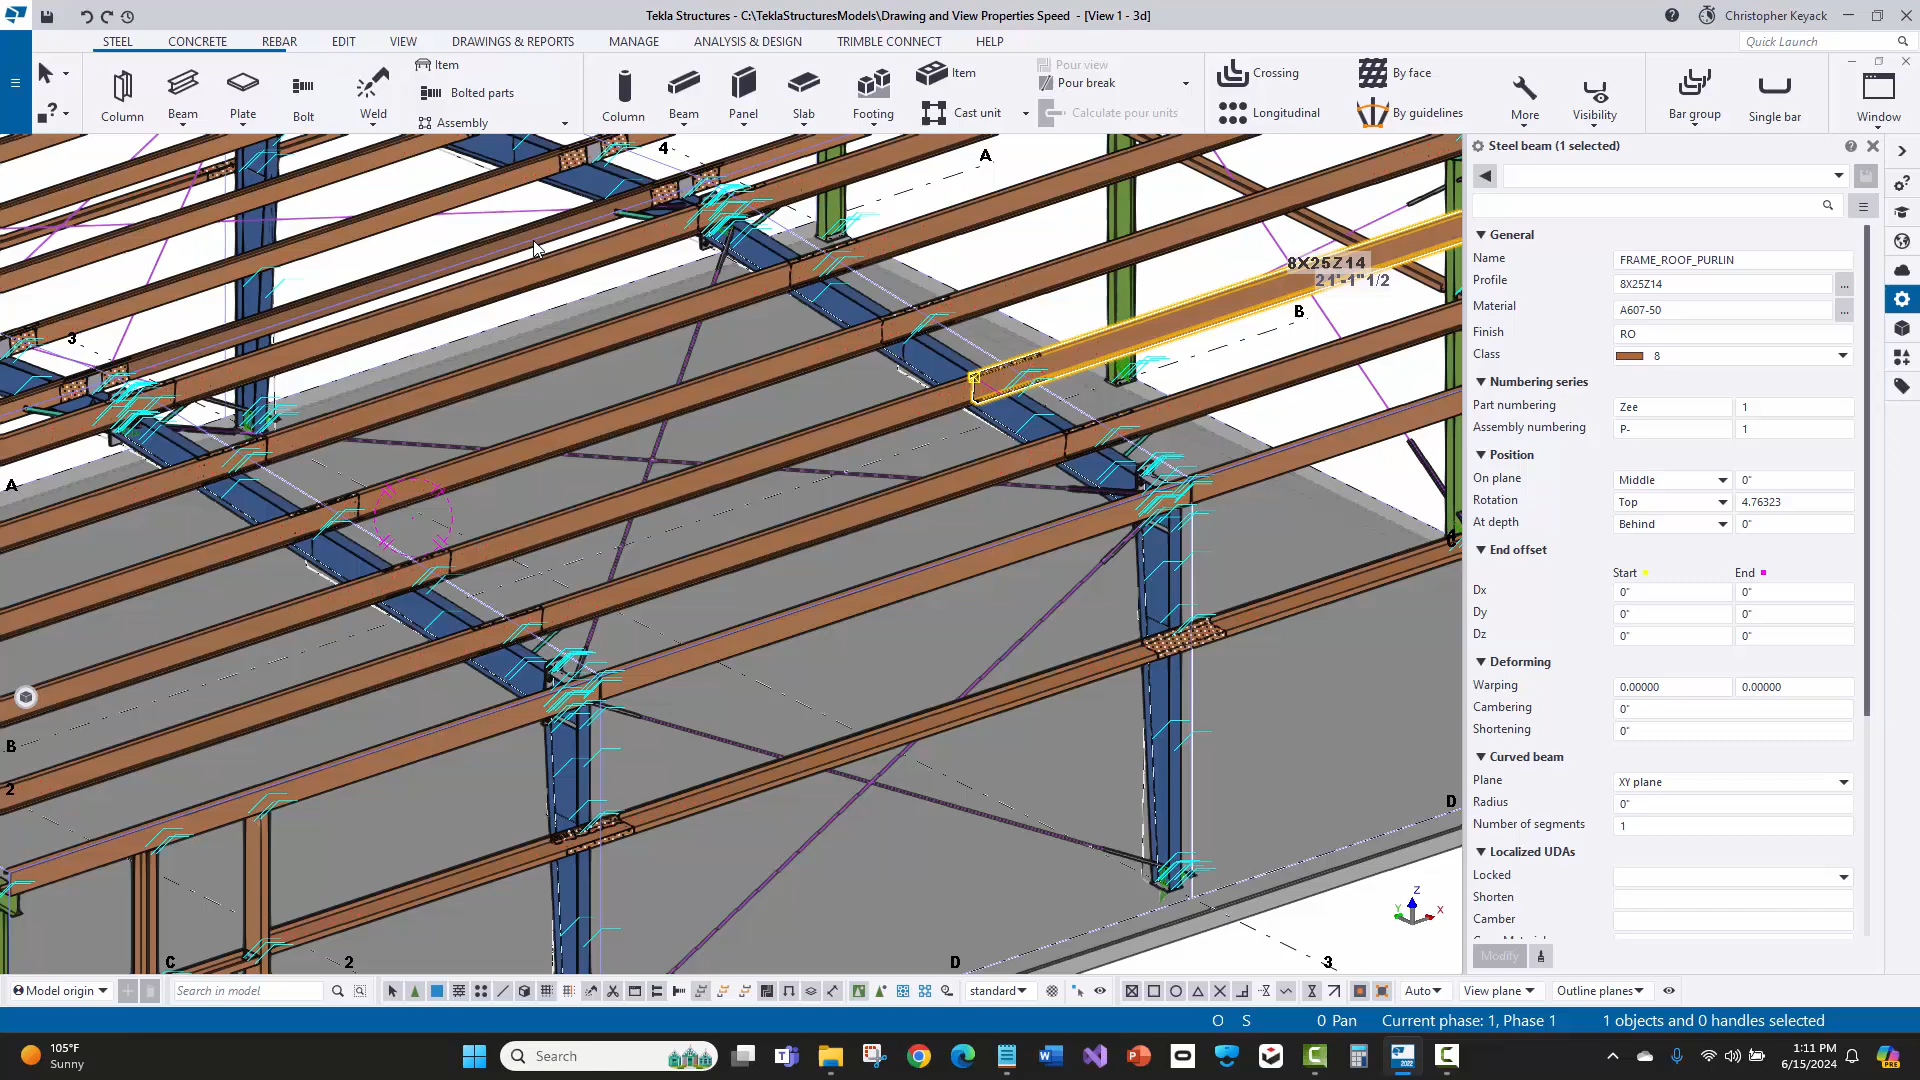 Tekla Structures - C:\TeklaStructuresModels\Drawing and View Properties Speed - [View 1 - 3d]
Christopher Keyack
STEEL CONCRETE REBAR EDIT VIEW DRAWINGS & REPORTS MANAGE ANALYSIS & DESIGN TRIMBLE CONNECT HELP
Quick Launch
Column Beam Plate Bolt Weld
Item
Bolted parts
Assembly
Column Beam Panel Slab Footing
Item
Cast unit
Pour view
Pour break
Calculate pour units
Crossing
Longitudinal
By face
By guidelines
More Visibility
Bar group Single bar
Window
4
A
8X25Z14
21'-1" 1/2
B
3
A
B
2
C
2
D
3
D
Z
Y
X
Steel beam (1 selected)
General
Name FRAME_ROOF_PURLIN
Profile 8X25Z14 ...
Material A607-50 ...
Finish RO
Class 8
Numbering series
Part numbering Zee 1
Assembly numbering P- 1
Position
On plane Middle 0"
Rotation Top 4.76323
At depth Behind 0"
End offset
Start End
Dx 0" 0"
Dy 0" 0"
Dz 0" 0"
Deforming
Warping 0.00000 0.00000
Cambering 0"
Shortening 0"
Curved beam
Plane XY plane
Radius 0"
Number of segments 1
Localized UDAs
Locked
Shorten
Camber
Modify
Model origin
Search in model
standard
Auto
View plane
Outline planes
O S 0 Pan Current phase: 1, Phase 1 1 objects and 0 handles selected
105°F
Sunny
Search
2022
PRE
1:11 PM
6/15/2024